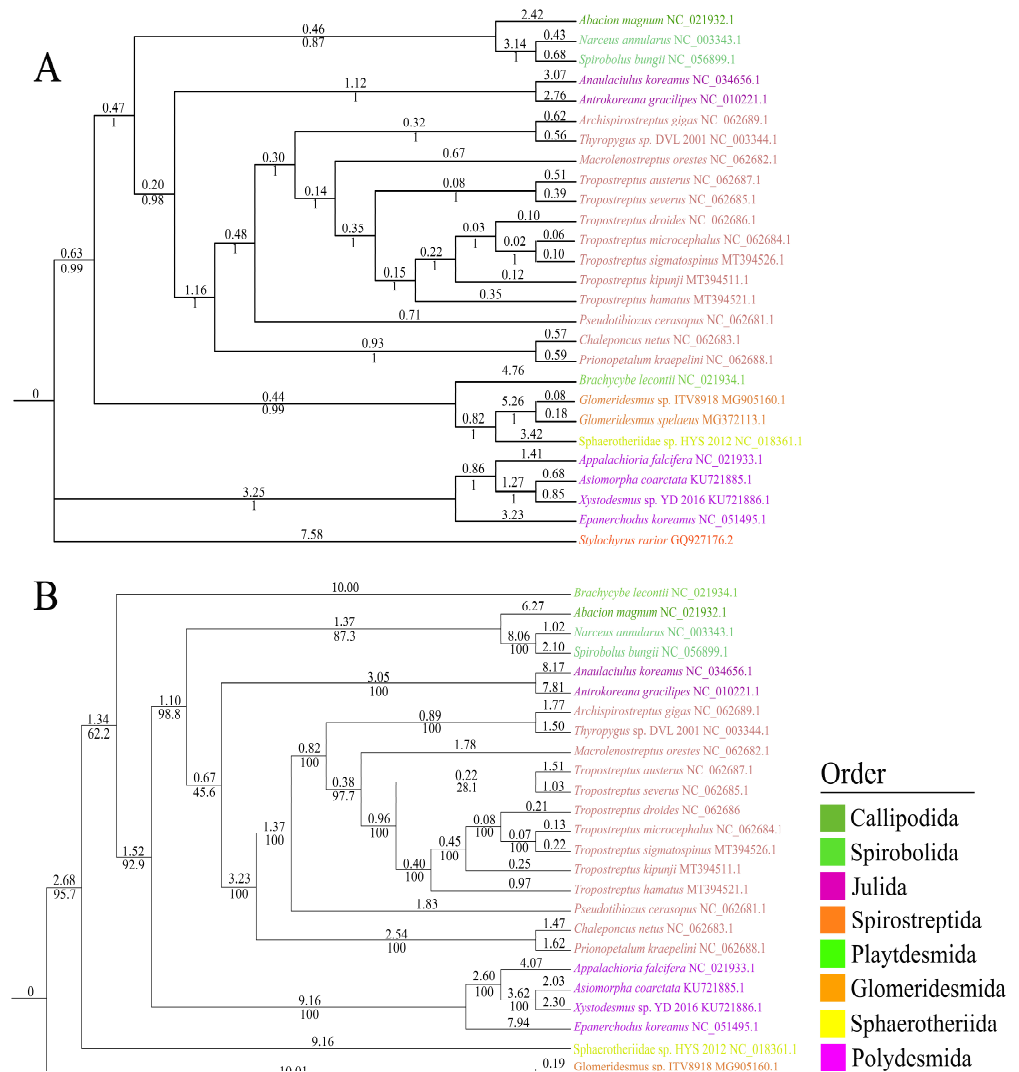 A
0.46
0.87
2.42
Abacion magnum NC_021932.1
3.14
1
0.43
Narceus annularus NC_003343.1
0.68
Spirobolus bungii NC_056899.1
0.47
1
1.12
1
3.07
Anaulaciulus koreanus NC_034656.1
2.76
Antrokoreana gracilipes NC_010221.1
0.20
0.98
0.32
1
0.62
Archispirostreptus gigas NC_062689.1
0.56
Thyropygus sp. DVL 2001 NC_003344.1
0.30
1
0.67
Macrolenostreptus orestes NC_062682.1
0.14
1
0.08
1
0.51
Tropostreptus austerus NC_062687.1
0.39
Tropostreptus severus NC_062685.1
0.35
1
0.10
Tropostreptus droides NC_062686.1
0.03
1
0.02
1
0.06
Tropostreptus microcephalus NC_062684.1
0.10
Tropostreptus sigmatospinus MT394526.1
0.22
1
0.12
Tropostreptus kipunji MT394511.1
0.15
1
0.35
Tropostreptus hamatus MT394521.1
0.48
1
0.71
Pseudotibiozus cerasopus NC_062681.1
1.16
1
0.93
1
0.57
Chaleponcus netus NC_062683.1
0.59
Prionopetalum kraepelini NC_062688.1
0.63
0.99
0
0.44
0.99
4.76
Brachycybe lecontii NC_021934.1
0.82
1
5.26
1
0.08
Glomeridesmus sp. ITV8918 MG905160.1
0.18
Glomeridesmus spelaeus MG372113.1
3.42
Sphaerotheriidae sp. HYS 2012 NC_018361.1
3.25
1
0.86
1
1.41
Appalachioria falcifera NC_021933.1
1.27
1
0.68
Asiomorpha coarctata KU721885.1
0.85
Xystodesmus sp. YD 2016 KU721886.1
3.23
Epanerchodus koreanus NC_051495.1
7.58
Stylochyrus rarior GQ927176.2
B
10.00
Brachycybe lecontii NC_021934.1
1.37
87.3
6.27
Abacion magnum NC_021932.1
8.06
100
1.02
Narceus annularus NC_003343.1
2.10
Spirobolus bungii NC_056899.1
3.05
100
8.17
Anaulaciulus koreanus NC_034656.1
7.81
Antrokoreana gracilipes NC_010221.1
1.10
98.8
1.34
62.2
0.89
100
1.77
Archispirostreptus gigas NC_062689.1
1.50
Thyropygus sp. DVL 2001 NC_003344.1
0.82
100
1.78
Macrolenostreptus orestes NC_062682.1
0.67
45.6
0.38
97.7
0.22
28.1
1.51
Tropostreptus austerus NC_062687.1
1.03
Tropostreptus severus NC_062685.1
0.96
100
0.21
Tropostreptus droides NC_062686
0.08
100
0.07
100
0.13
Tropostreptus microcephalus NC_062684.1
0.22
Tropostreptus sigmatospinus MT394526.1
1.37
100
0.45
100
0.25
Tropostreptus kipunji MT394511.1
0.40
100
0.97
Tropostreptus hamatus MT394521.1
1.52
92.9
1.83
Pseudotibiozus cerasopus NC_062681.1
3.23
100
2.54
100
1.47
Chaleponcus netus NC_062683.1
1.62
Prionopetalum kraepelini NC_062688.1
2.68
95.7
4.07
Appalachioria falcifera NC_021933.1
2.60
100
3.62
100
2.03
Asiomorpha coarctata KU721885.1
2.30
Xystodesmus sp. YD 2016 KU721886.1
0
9.16
100
7.94
Epanerchodus koreanus NC_051495.1
9.16
Sphaerotheriidae sp. HYS 2012 NC_018361.1
10.01
0.19
Glomeridesmus sp. ITV8918 MG905160.1
Order
Callipodida
Spirobolida
Julida
Spirostreptida
Playtdesmida
Glomeridesmida
Sphaerotheriida
Polydesmida